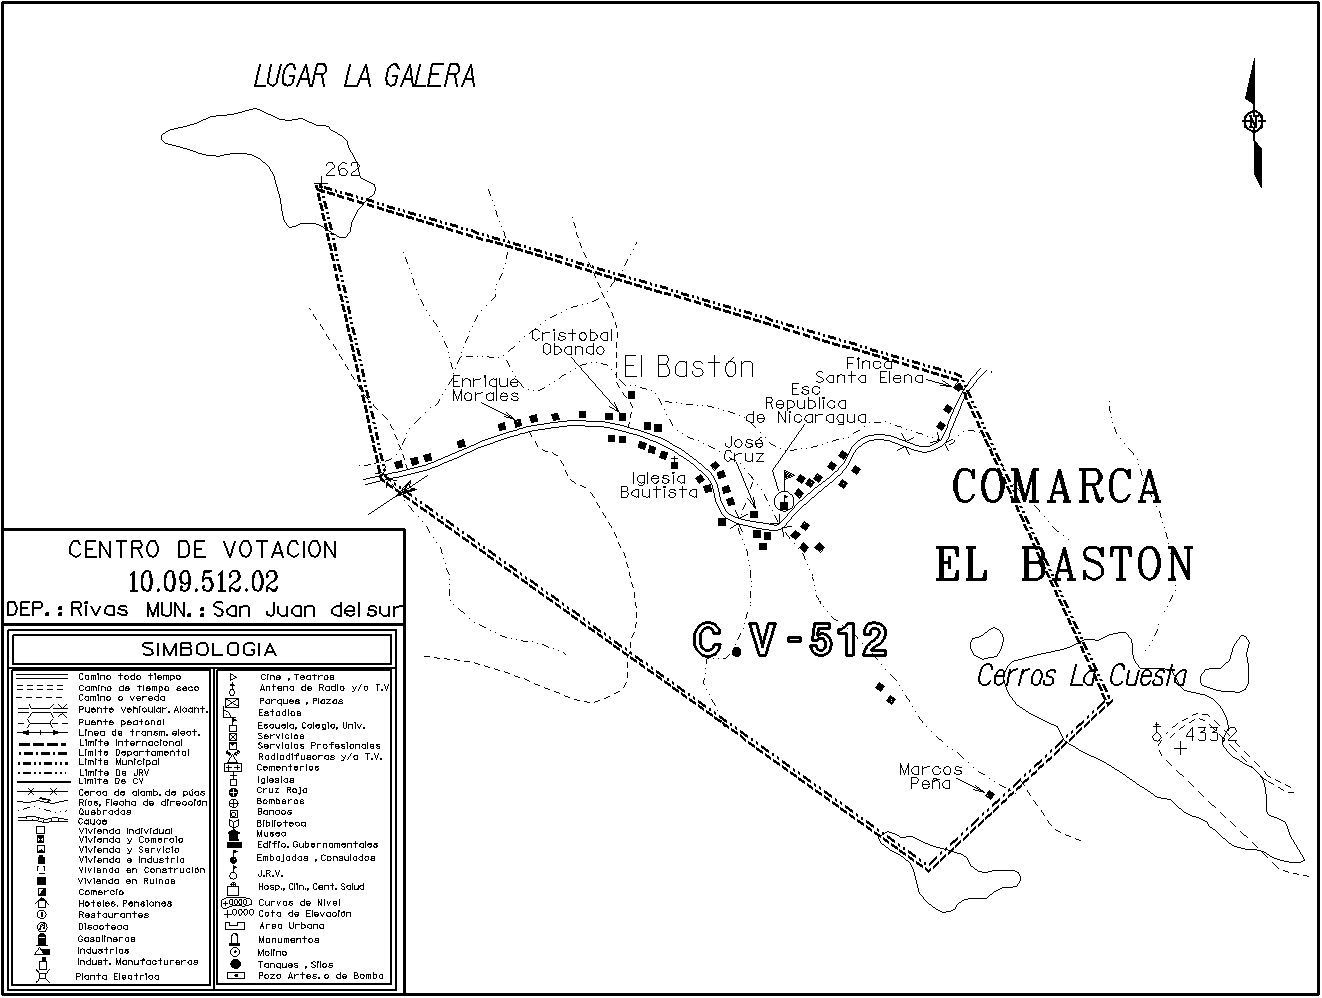 LUGAR LA GALERA
N
262
Cristobal
Obando
El Bastón
Enrique
Morales
Finca
Santa Elena
Esc
Republica
de Nicaragua
José
Cruz
Iglesia
Bautista
COMARCA
EL BASTON
C.V-512
Cerros La Cuesta
433,2
Marcos
Peña
CENTRO DE VOTACION
10.09.512.02
DEP.: Rivas MUN.: San Juan del sur
SIMBOLOGIA
Camino todo tiempo
Camino de tiempo seco
Camino o vereda
Puente vehicular. Alcant.
Puente peatonal
Linea de transm. elect.
Limite Internacional
Limite Departamental
Limite Municipal
Limite De JRV
Limite De CV
Cerca de alamb. de púas
Rios, Flecha de dirección
Quebradas
Cauce
Vivienda Individual
Vivienda y Comercio
Vivienda y Servicio
Vivienda e Industria
Vivienda en Construción
Vivienda en Ruinas
Comercio
Hoteles. Pensiones
Restaurantes
Discoteca
Gasolineras
Industrias
Indust. Manufactureras
Planta Electrica
Cine , Teatros
Antena de Radio y/o T.V
Parques , Plazas
Estadios
Escuela, Colegio, Univ.
Servicios
Servicios Profesionales
Radiodifusoras y/o T.V.
Cementerios
Iglesias
Cruz Roja
Bomberos
Bancos
Biblioteca
Museo
Edific. Gubernamentales
Embajadas , Consulados
J.R.V.
Hosp., Clin., Cent. Salud
Curvas de Nivel
Cota de Elevación
Area Urbana
Monumentos
Molino
Tanques , Silos
Pozo Artes. o de Bomba